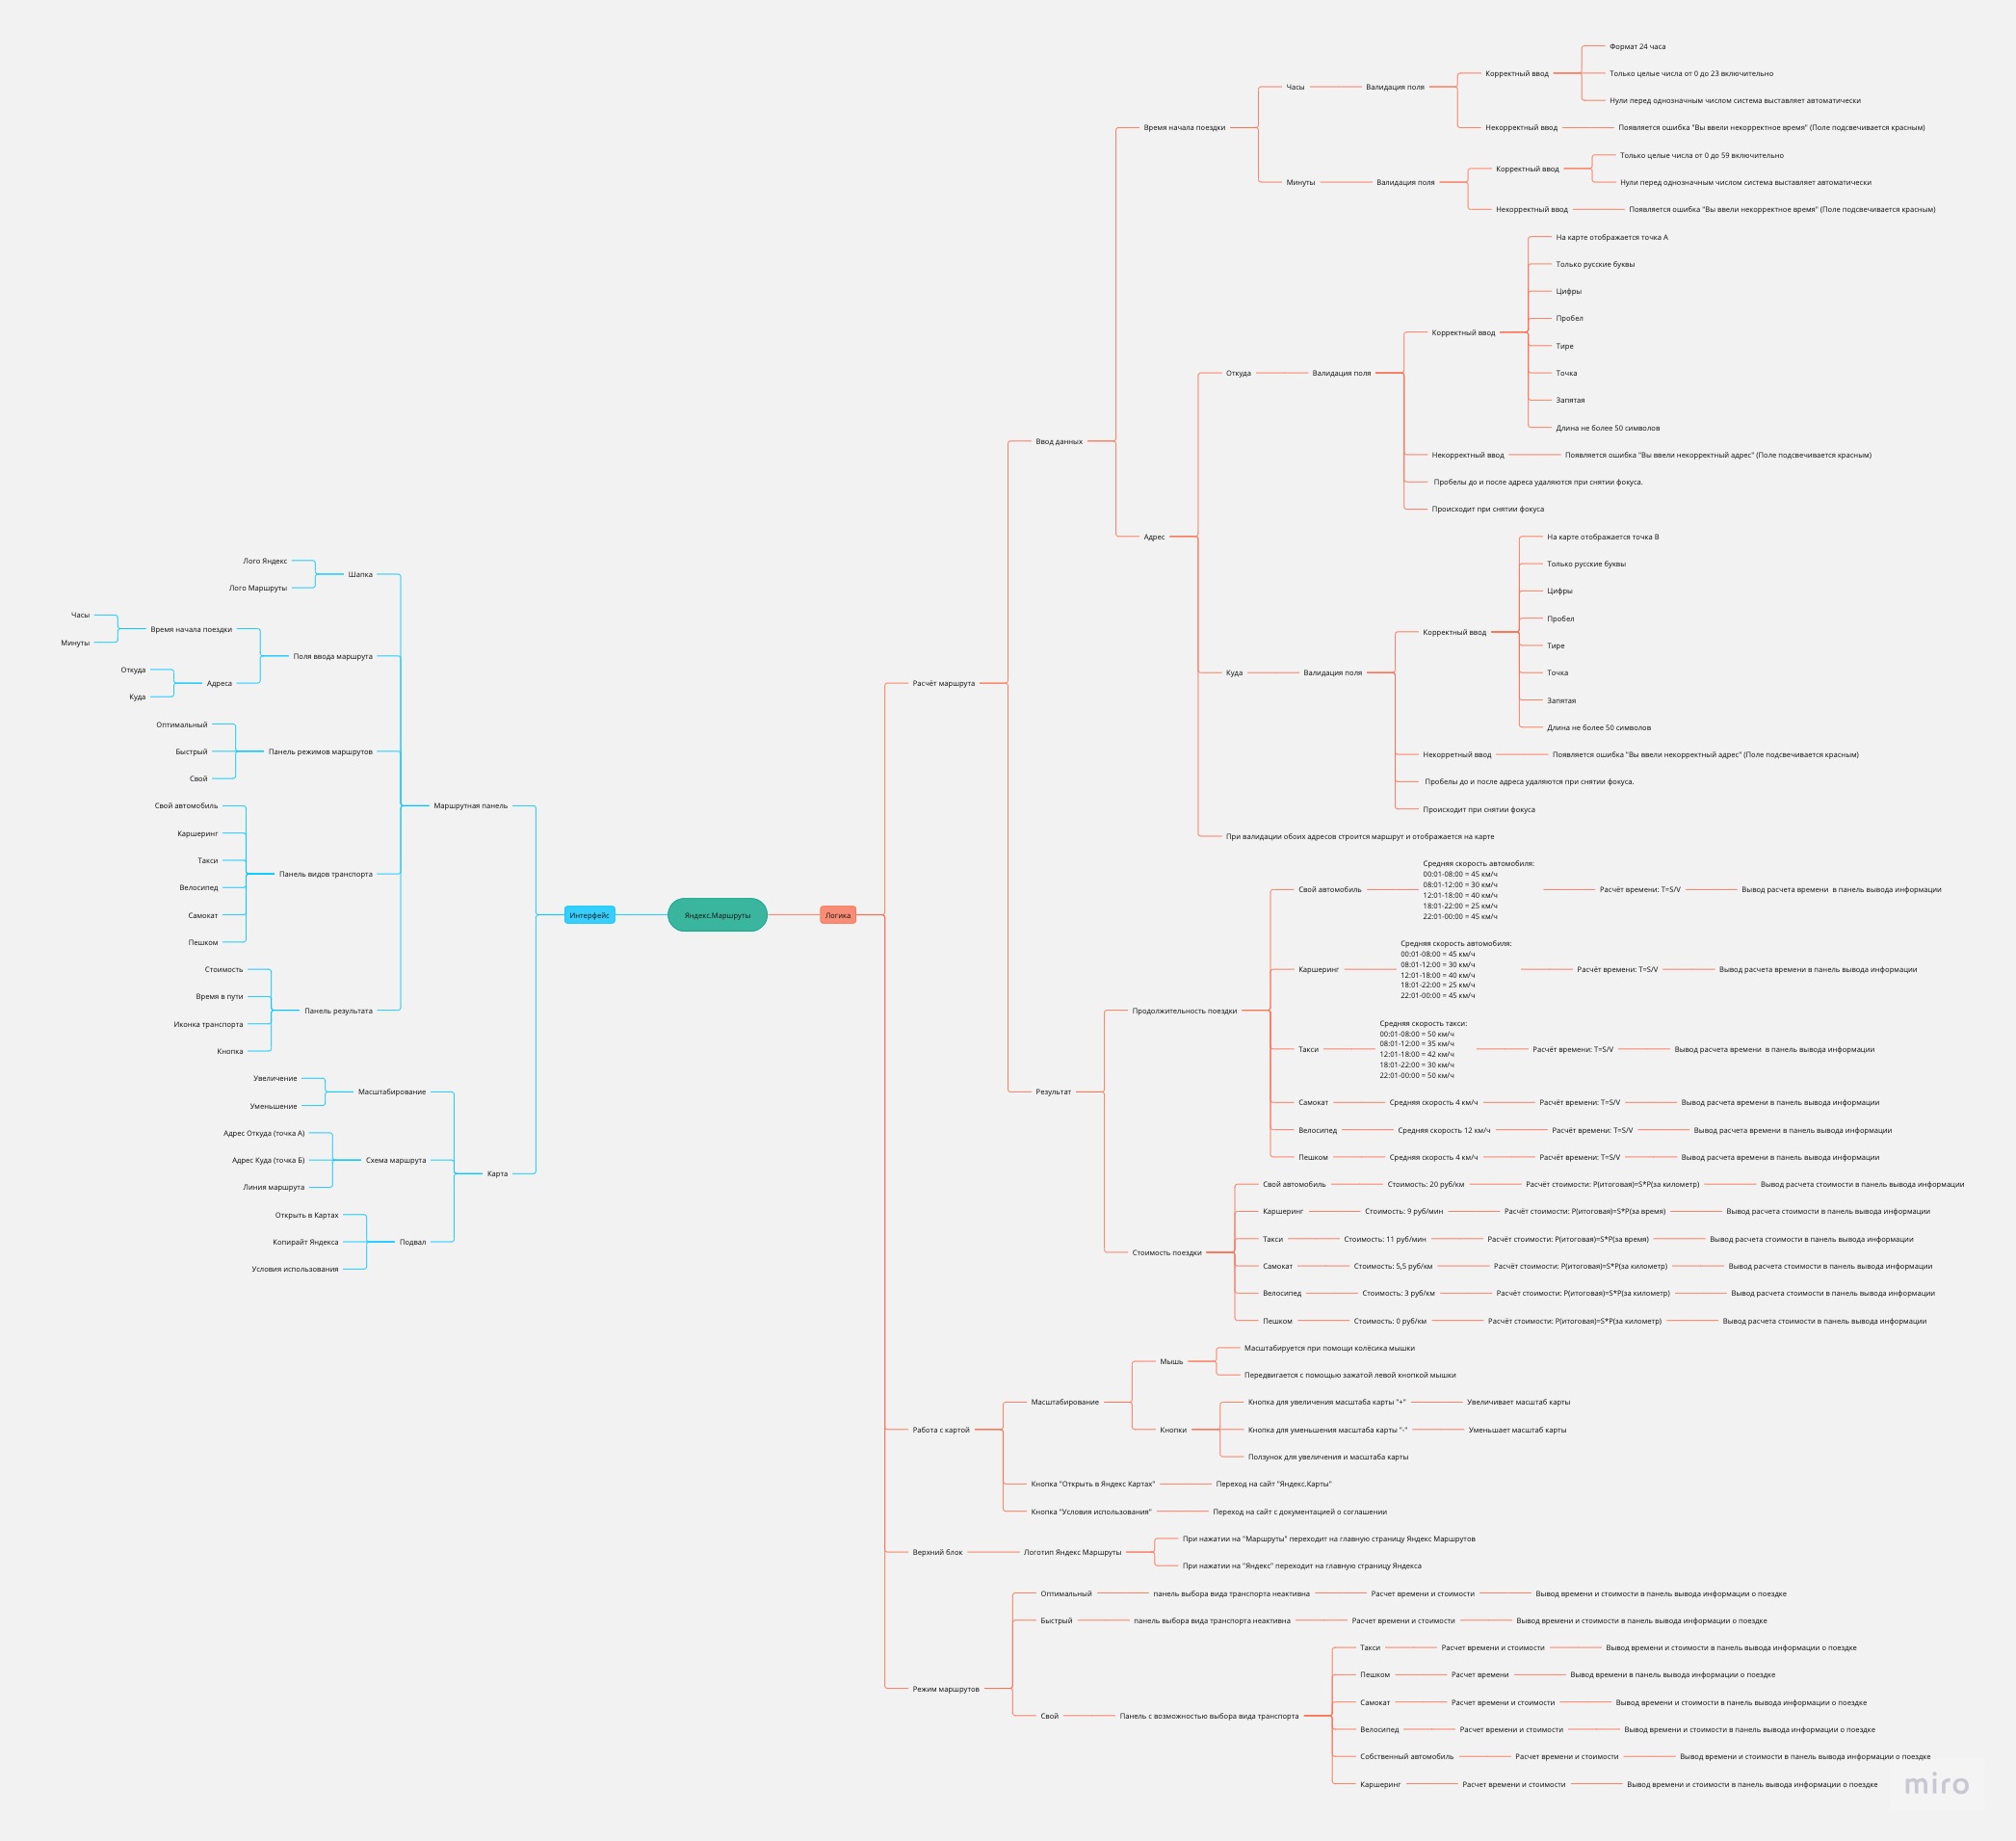 Яндекс.Маршруты
Интерфейс
Маршрутная панель
Шапка
Лого Яндекс
Лого Маршруты
Поля ввода маршрута
Время начала поездки
Часы
Минуты
Адреса
Откуда
Куда
Панель режимов маршрутов
Оптимальный
Быстрый
Свой
Панель видов транспорта
Свой автомобиль
Каршеринг
Такси
Велосипед
Самокат
Пешком
Панель результата
Стоимость
Время в пути
Иконка транспорта
Кнопка
Карта
Масштабирование
Увеличение
Уменьшение
Схема маршрута
Адрес Откуда (точка А)
Адрес Куда (точка Б)
Линия маршрута
Подвал
Открыть в Картах
Копирайт Яндекса
Условия использования
Логика
Расчёт маршрута
Ввод данных
Время начала поездки
Часы
Валидация поля
Корректный ввод
Формат 24 часа
Только целые числа от 0 до 23 включительно
Нули перед однозначным числом система выставляет автоматически
Некорректный ввод
Появляется ошибка "Вы ввели некорректное время" (Поле подсвечивается красным)
Минуты
Валидация поля
Корректный ввод
Только целые числа от 0 до 59 включительно
Нули перед однозначным числом система выставляет автоматически
Некорректный ввод
Появляется ошибка "Вы ввели некорректное время" (Поле подсвечивается красным)
Адрес
Откуда
Валидация поля
Корректный ввод
На карте отображается точка А
Только русские буквы
Цифры
Пробел
Тире
Точка
Запятая
Длина не более 50 символов
Некорректный ввод
Появляется ошибка "Вы ввели некорректный адрес" (Поле подсвечивается красным)
Пробелы до и после адреса удаляются при снятии фокуса.
Происходит при снятии фокуса
Куда
Валидация поля
Корректный ввод
На карте отображается точка В
Только русские буквы
Цифры
Пробел
Тире
Точка
Запятая
Длина не более 50 символов
Некорретный ввод
Появляется ошибка "Вы ввели некорректный адрес" (Поле подсвечивается красным)
Пробелы до и после адреса удаляются при снятии фокуса.
Происходит при снятии фокуса
При валидации обоих адресов строится маршрут и отображается на карте
Результат
Продолжительность поездки
Свой автомобиль
Средняя скорость автомобиля:
00:01-08:00 = 45 км/ч
08:01-12:00 = 30 км/ч
12:01-18:00 = 40 км/ч
18:01-22:00 = 25 км/ч
22:01-00:00 = 45 км/ч
Расчёт времени: T=S/V
Вывод расчета времени в панель вывода информации
Каршеринг
Средняя скорость автомобиля:
00:01-08:00 = 45 км/ч
08:01-12:00 = 30 км/ч
12:01-18:00 = 40 км/ч
18:01-22:00 = 25 км/ч
22:01-00:00 = 45 км/ч
Расчёт времени: T=S/V
Вывод расчета времени в панель вывода информации
Такси
Средняя скорость такси:
00:01-08:00 = 50 км/ч
08:01-12:00 = 35 км/ч
12:01-18:00 = 42 км/ч
18:01-22:00 = 30 км/ч
22:01-00:00 = 50 км/ч
Расчёт времени: T=S/V
Вывод расчета времени в панель вывода информации
Самокат
Средняя скорость 4 км/ч
Расчёт времени: T=S/V
Вывод расчета времени в панель вывода информации
Велосипед
Средняя скорость 12 км/ч
Расчёт времени: T=S/V
Вывод расчета времени в панель вывода информации
Пешком
Средняя скорость 4 км/ч
Расчёт времени: T=S/V
Вывод расчета времени в панель вывода информации
Стоимость поездки
Свой автомобиль
Стоимость: 20 руб/км
Расчёт стоимости: P(итоговая)=S*P(за километр)
Вывод расчета стоимости в панель вывода информации
Каршеринг
Стоимость: 9 руб/мин
Расчёт стоимости: P(итоговая)=S*P(за время)
Вывод расчета стоимости в панель вывода информации
Такси
Стоимость: 11 руб/мин
Расчёт стоимости: P(итоговая)=S*P(за время)
Вывод расчета стоимости в панель вывода информации
Самокат
Стоимость: 5,5 руб/км
Расчёт стоимости: P(итоговая)=S*P(за километр)
Вывод расчета стоимости в панель вывода информации
Велосипед
Стоимость: 3 руб/км
Расчёт стоимости: P(итоговая)=S*P(за километр)
Вывод расчета стоимости в панель вывода информации
Пешком
Стоимость: 0 руб/км
Расчёт стоимости: P(итоговая)=S*P(за километр)
Вывод расчета стоимости в панель вывода информации
Работа с картой
Масштабирование
Мышь
Масштабируется при помощи колёсика мышки
Передвигается с помощью зажатой левой кнопкой мышки
Кнопки
Кнопка для увеличения масштаба карты "+"
Увеличивает масштаб карты
Кнопка для уменьшения масштаба карты "-"
Уменьшает масштаб карты
Ползунок для увеличения и масштаба карты
Кнопка "Открыть в Яндекс Картах"
Переход на сайт "Яндекс.Карты"
Кнопка "Условия использования"
Переход на сайт с документацией о соглашении
Верхний блок
Логотип Яндекс Маршруты
При нажатии на "Маршруты" переходит на главную страницу Яндекс Маршрутов
При нажатии на "Яндекс" переходит на главную страницу Яндекса
Режим маршрутов
Оптимальный
панель выбора вида транспорта неактивна
Расчет времени и стоимости
Вывод времени и стоимости в панель вывода информации о поездке
Быстрый
панель выбора вида транспорта неактивна
Расчет времени и стоимости
Вывод времени и стоимости в панель вывода информации о поездке
Свой
Панель с возможностью выбора вида транспорта
Такси
Расчет времени и стоимости
Вывод времени и стоимости в панель вывода информации о поездке
Пешком
Расчет времени
Вывод времени в панель вывода информации о поездке
Самокат
Расчет времени и стоимости
Вывод времени и стоимости в панель вывода информации о поездке
Велосипед
Расчет времени и стоимости
Вывод времени и стоимости в панель вывода информации о поездке
Собственный автомобиль
Расчет времени и стоимости
Вывод времени и стоимости в панель вывода информации о поездке
Каршеринг
Расчет времени и стоимости
Вывод времени и стоимости в панель вывода информации о поездке
miro